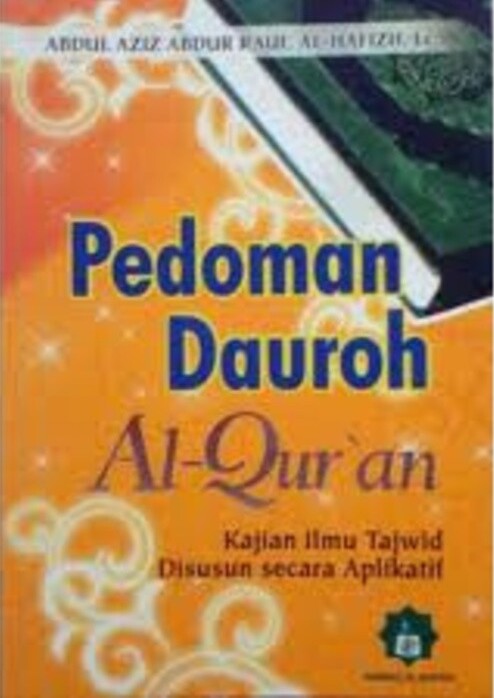 ABDUL AZIZ ABDUR RAUF, AL-HAFIZH, Lc
Pedoman
Dauroh
Al-Qur`an
Kajian Ilmu Tajwid
Disusun secara Aplikatif